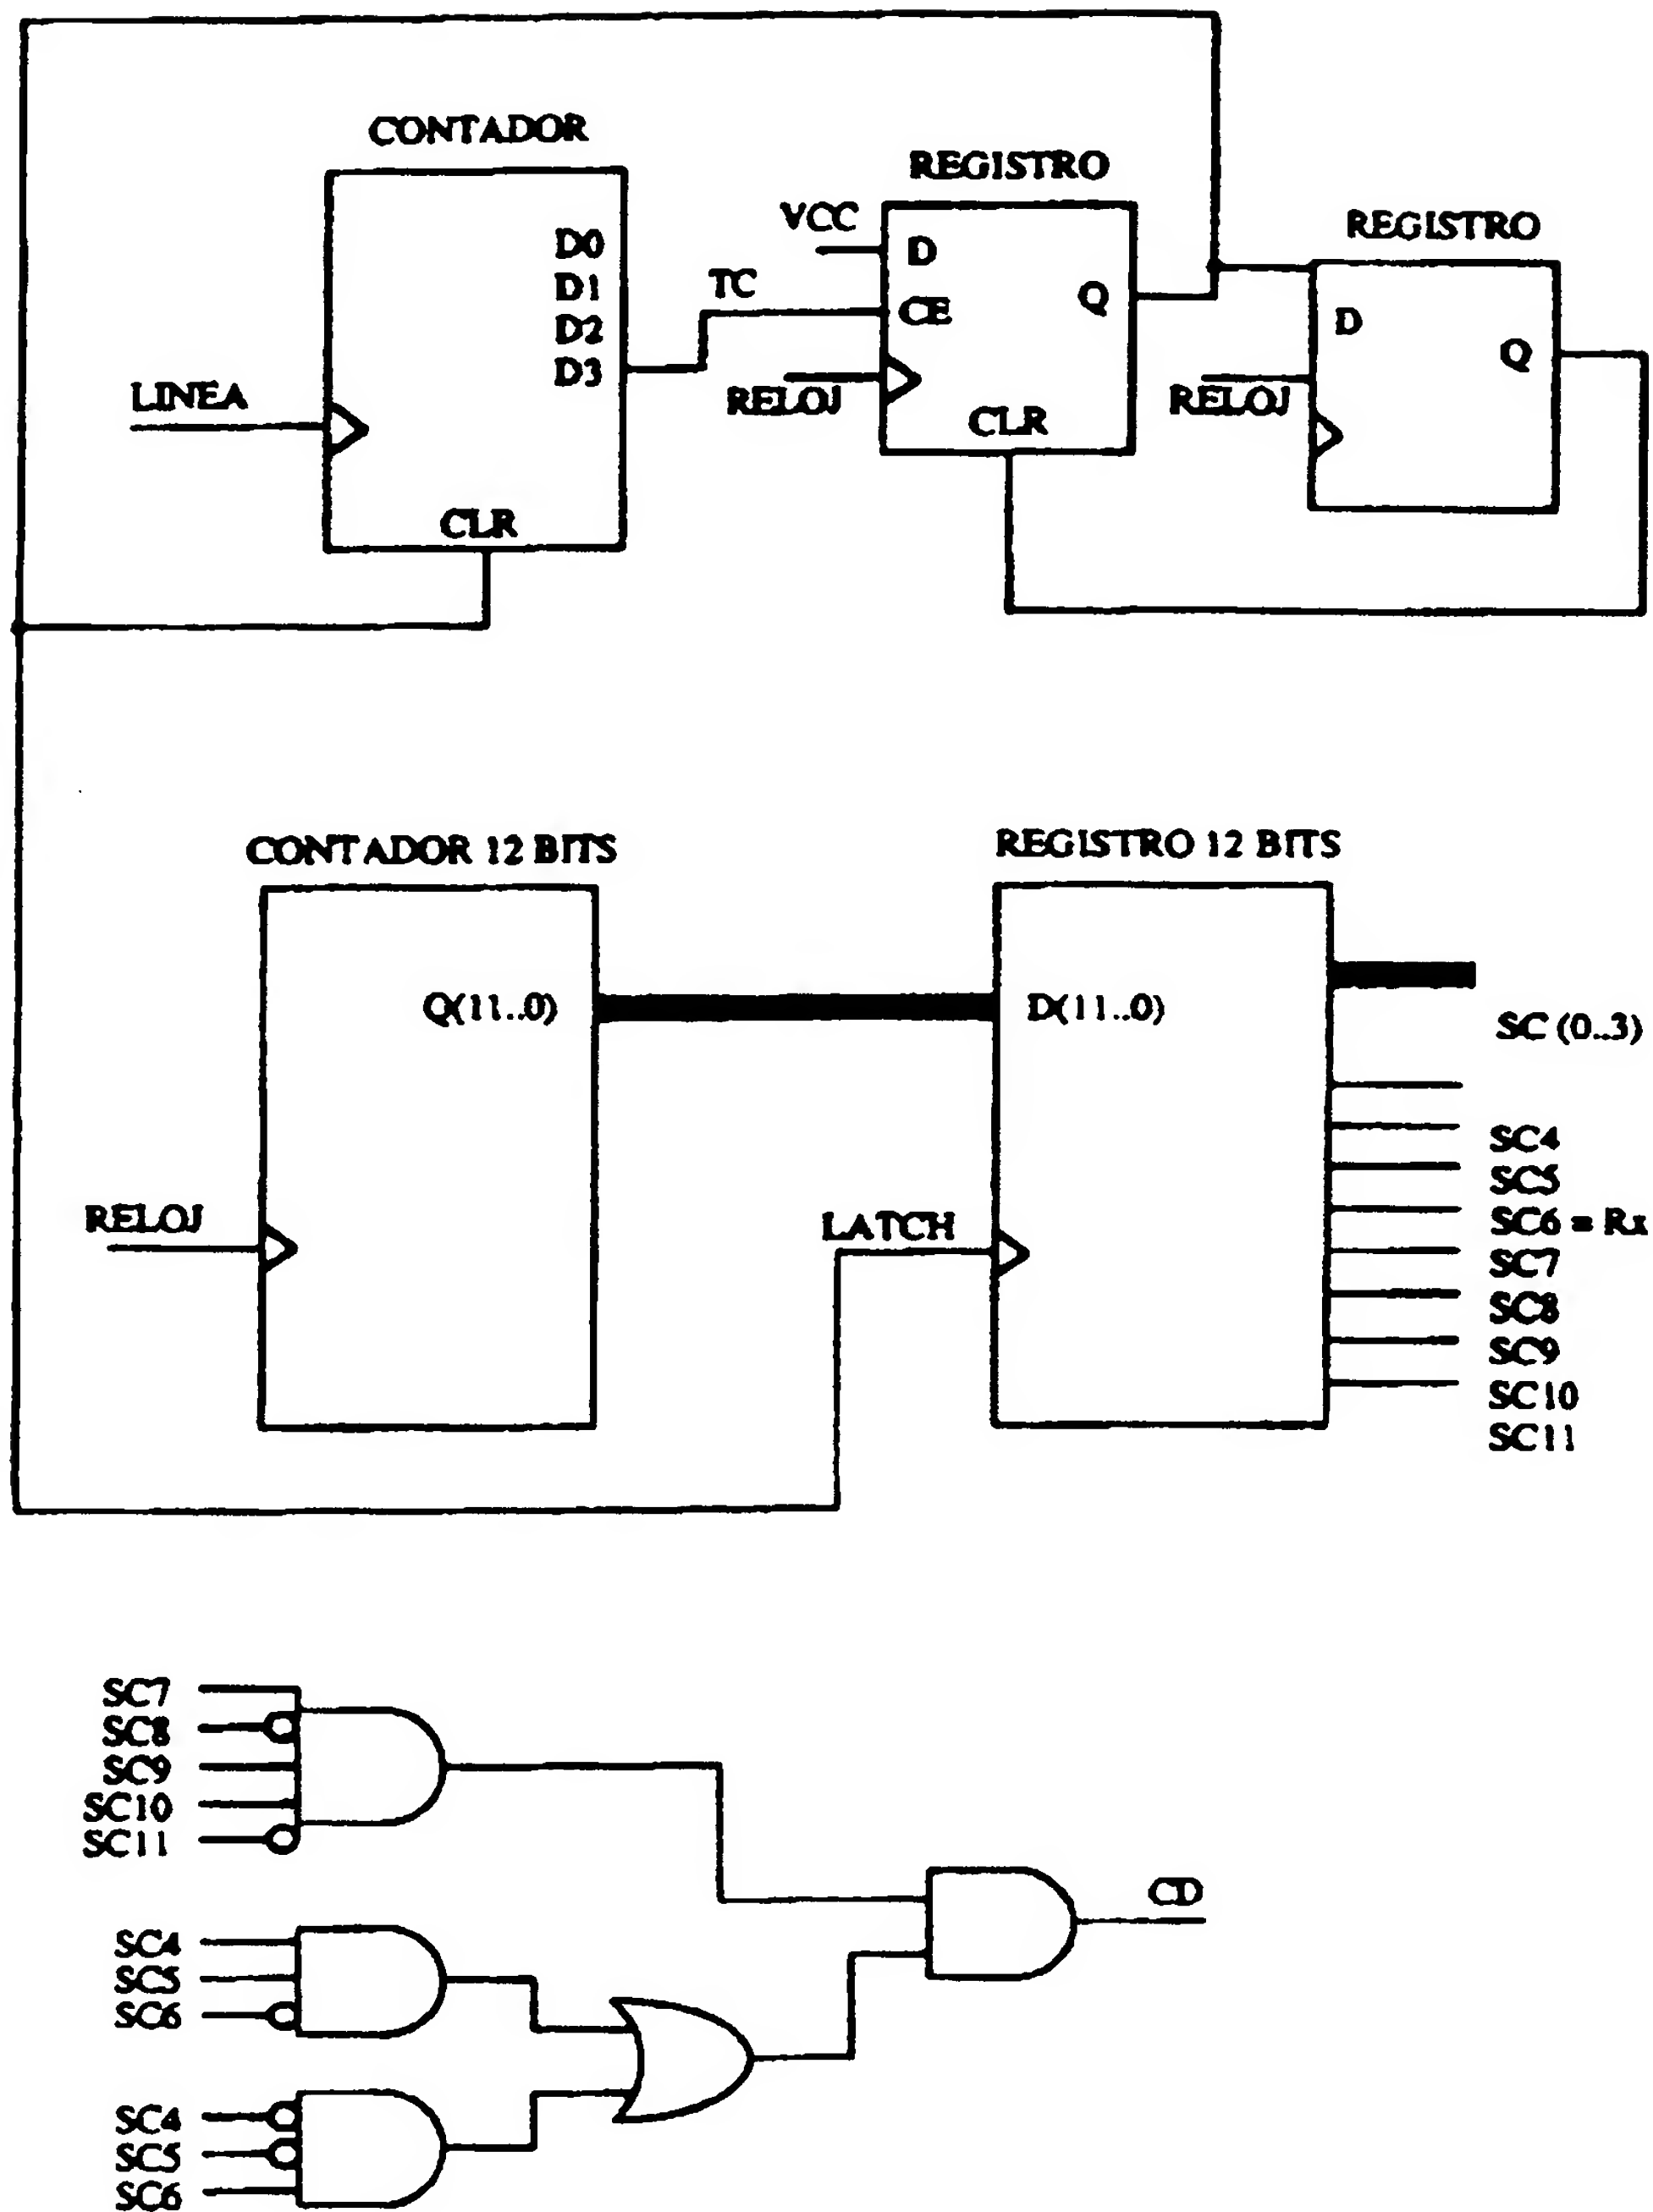 CONTADOR
REGISTRO
REGISTRO
D0
D1
D2
D3
LINEA
CLR
VCC
D
TC
CE
Q
RELOJ
CLR
D
Q
RELOJ
CONTADOR 12 BITS
REGISTRO 12 BITS
Q(11..0)
D(11..0)
RELOJ
LATCH
SC (0..3)
SC4
SC5
SC6 = Rx
SC7
SC8
SC9
SC10
SC11
SC7
SC8
SC9
SC10
SC11
SC4
SC5
SC6
SC4
SC5
SC6
CD